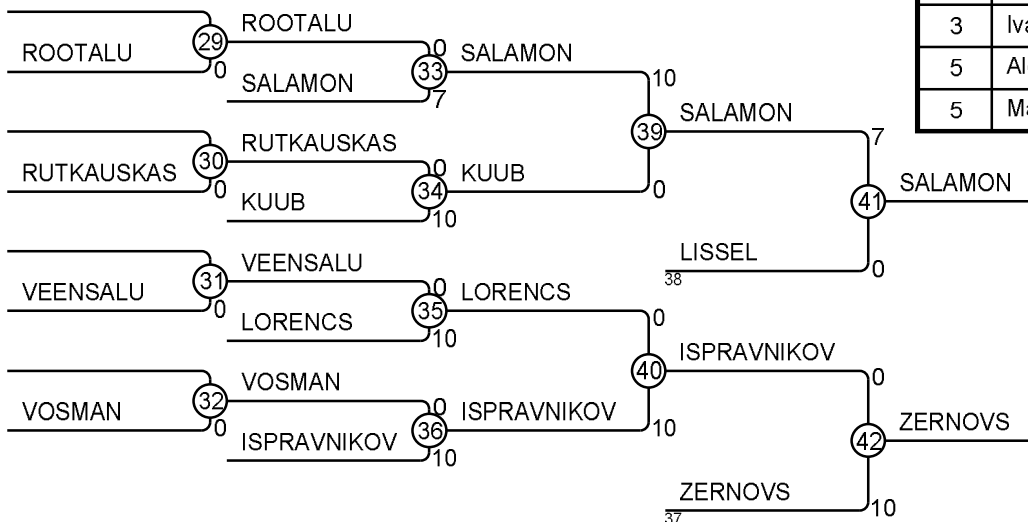 ROOTALU
3 Iva
29
ROOTALU
0
0
SALAMON
33
5 Al
SALAMON
7
10
SALAMON
5 Ma
39
7
RUTKAUSKAS
30
RUTKAUSKAS
0
0
KUUB
0
SALAMON
34
41
KUUB
10
LISSEL
0
38
VEENSALU
31
VEENSALU
0
0
LORENCS
0
35
LORENCS
10
ISPRAVNIKOV
0
40
VOSMAN
32
VOSMAN
0
0
ISPRAVNIKOV
10
ZERNOVS
36
42
ISPRAVNIKOV
10
ZERNOVS
10
37